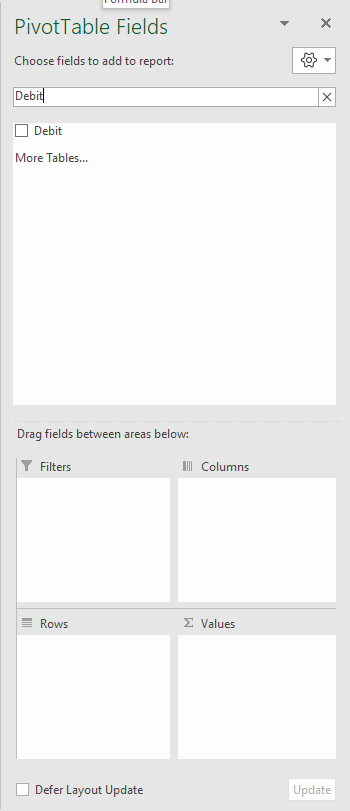 Formula Bar
PivotTable Fields
Choose fields to add to report:
Debit
Debit
More Tables...
Drag fields between areas below:
Filters
Columns
Rows
Σ Values
Defer Layout Update
Update